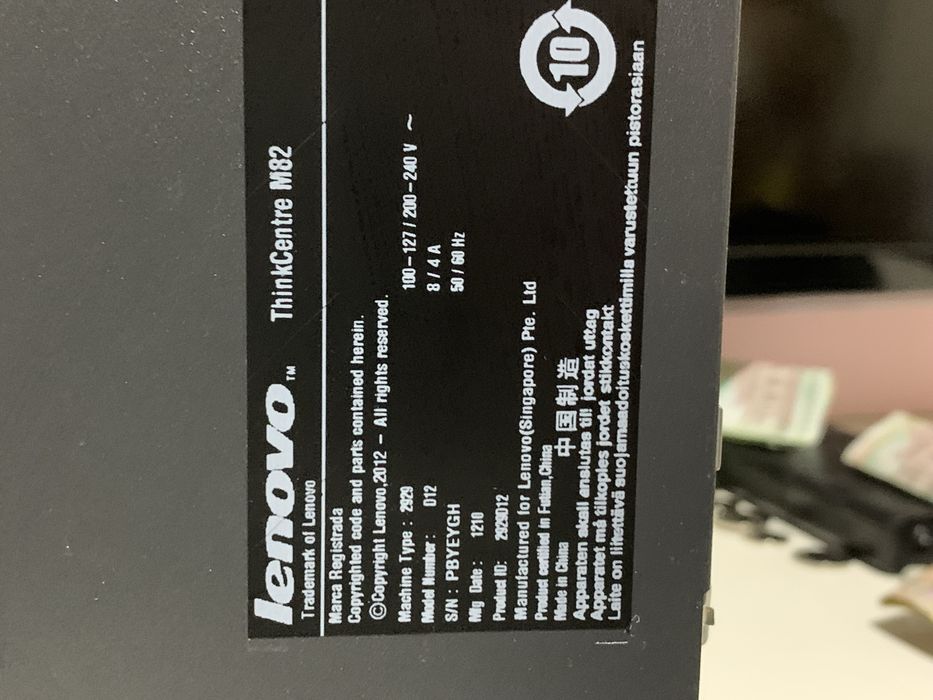 lenovo™ ThinkCentre M82
Trademark of Lenovo
Marca Registrada
Copyrighted code and parts contained herein.
©Copyright Lenovo,2012 - All rights reserved.
Machine Type : 2929 100-127 / 200-240 V ~
Model Number : D12 8 / 4 A
S/N : PBYEYGH 50 / 60 Hz
Mfg Date : 1210
Product ID: 2929D12
Manufactured for Lenovo(Singapore) Pte. Ltd
Product certified in Futian,China
Made in China 中国制造
Apparaten skall anslutas till jordat uttag
Apparatet må tilkoples jordet stikkontakt
Laite on liitettävä suojamaadoituskoskettimilla varustettuun pistorasiaan
10